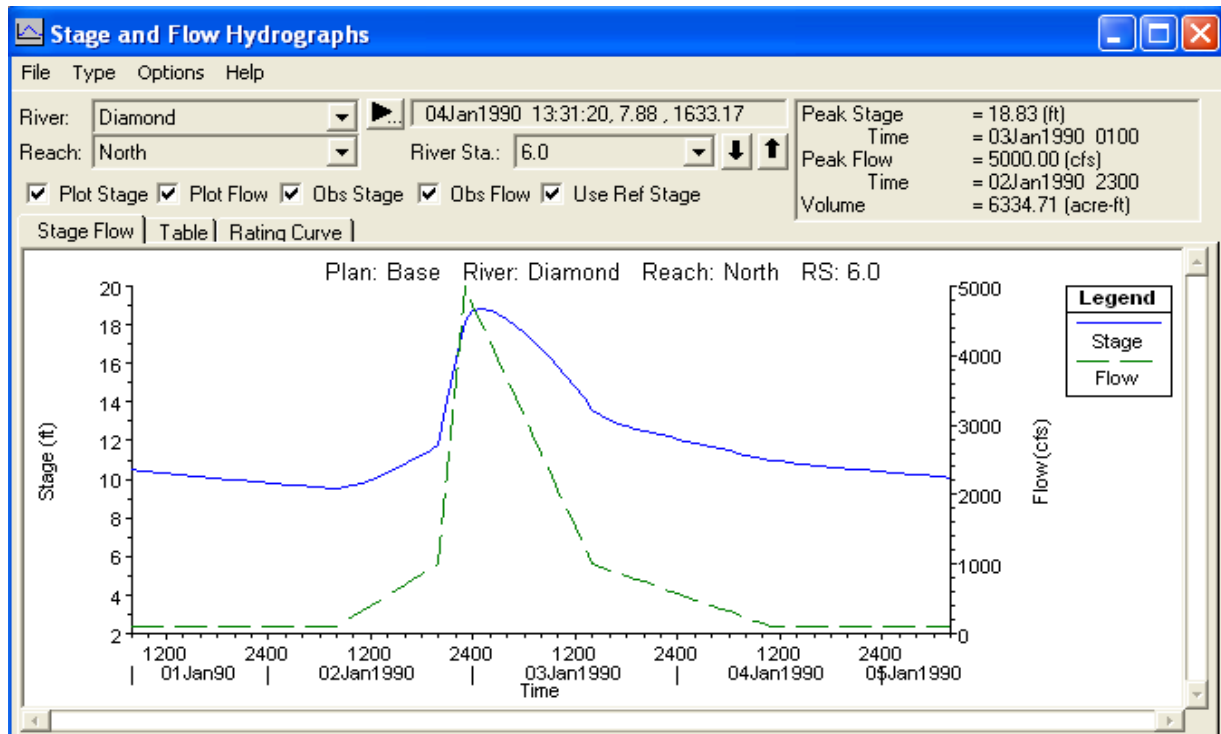 Stage and Flow Hydrographs
File Type Options Help
River: Diamond 04Jan1990 13:31:20, 7.88 , 1633.17
Reach: North River Sta.: 6.0
Plot Stage Plot Flow Obs Stage Obs Flow Use Ref Stage
Peak Stage = 18.83 (ft)
Time = 03Jan1990 0100
Peak Flow = 5000.00 (cfs)
Time = 02Jan1990 2300
Volume = 6334.71 (acre-ft)
Stage Flow Table Rating Curve
Plan: Base River: Diamond Reach: North RS: 6.0
20
18
16
14
12
10
8
6
4
2
Stage (ft)
5000
4000
3000
2000
1000
0
Flow (cfs)
Legend
Stage
Flow
1200 2400 1200 2400 1200 2400 1200 2400
01Jan90 02Jan1990 03Jan1990 04Jan1990 05Jan1990
Time